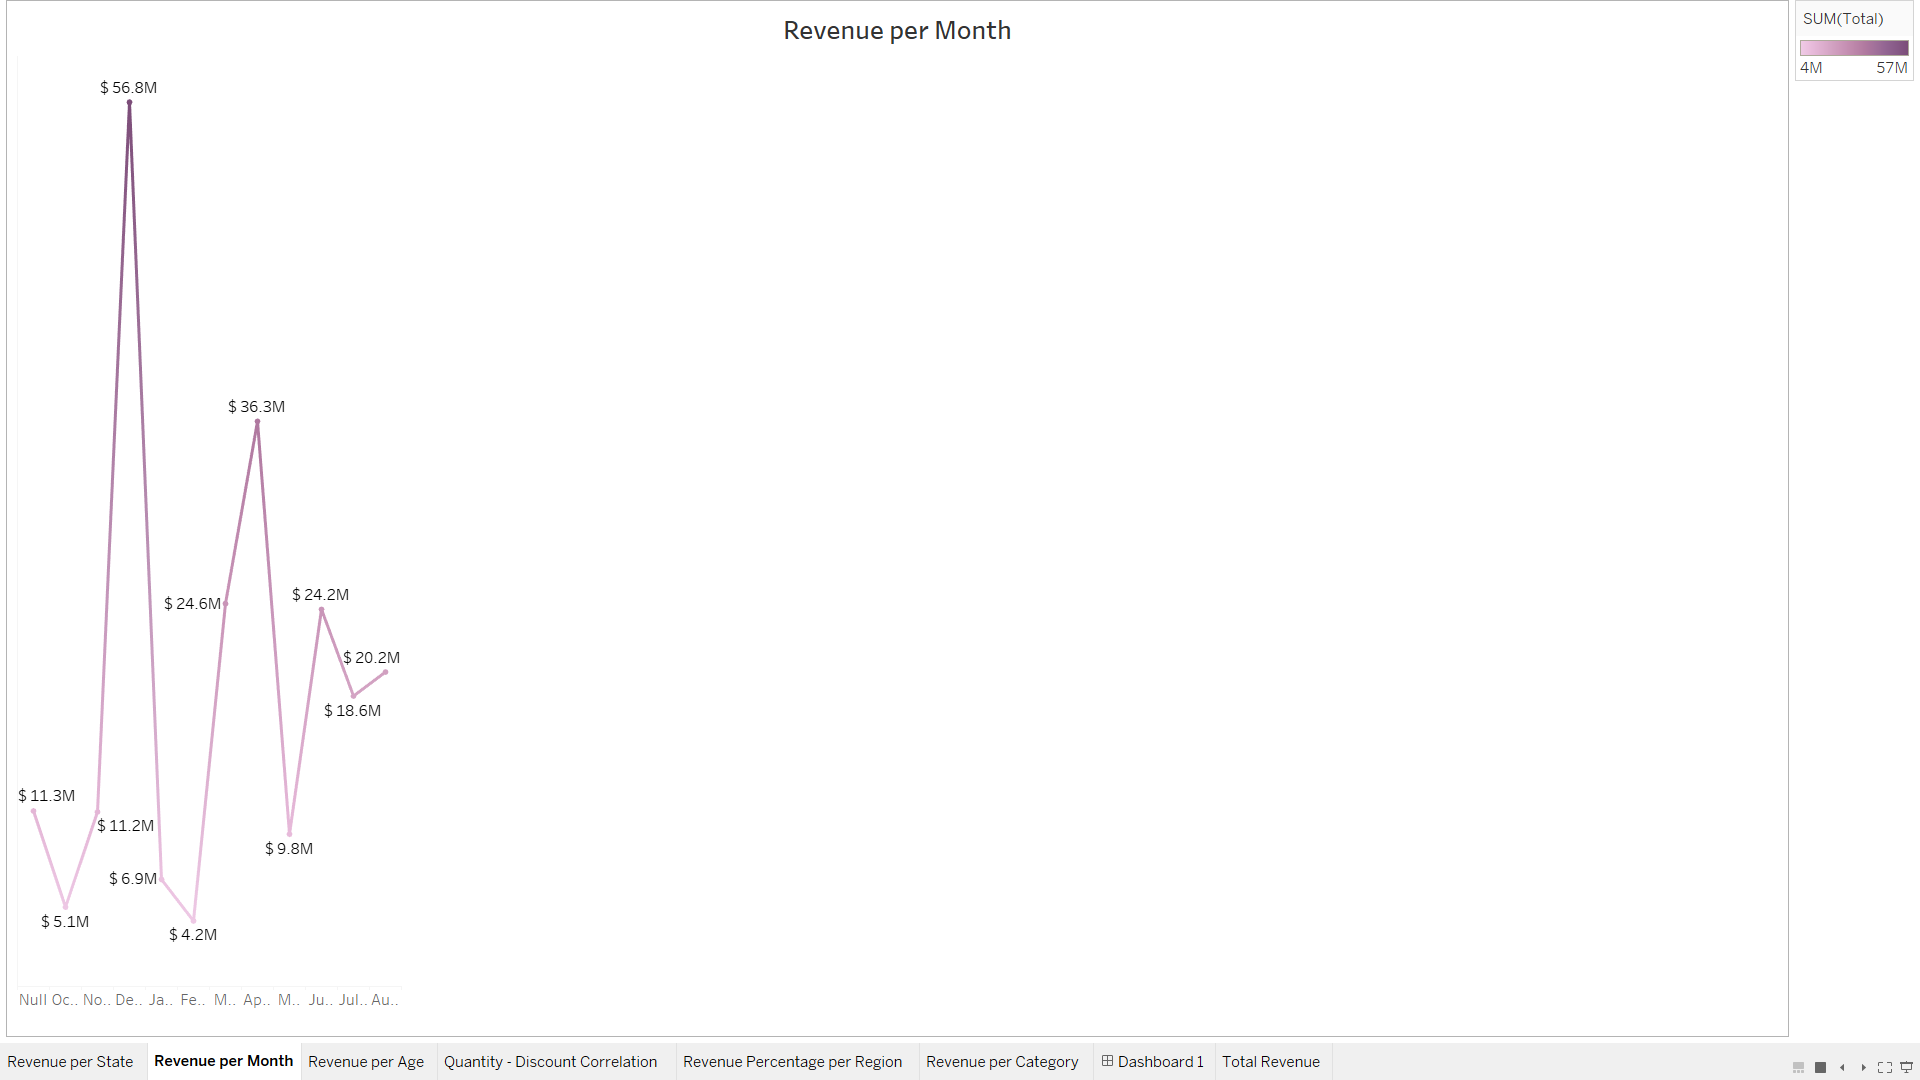 Revenue per Month
SUM(Total)
4M 57M
$ 56.8M
$ 36.3M
$ 24.2M
$ 24.6M
$ 20.2M
$ 18.6M
$ 11.3M
$ 11.2M
$ 9.8M
$ 6.9M
$ 5.1M
$ 4.2M
Null Oc.. No.. De.. Ja.. Fe.. M.. Ap.. M.. Ju.. Jul.. Au..
Revenue per State Revenue per Month Revenue per Age Quantity - Discount Correlation Revenue Percentage per Region Revenue per Category Dashboard 1 Total Revenue